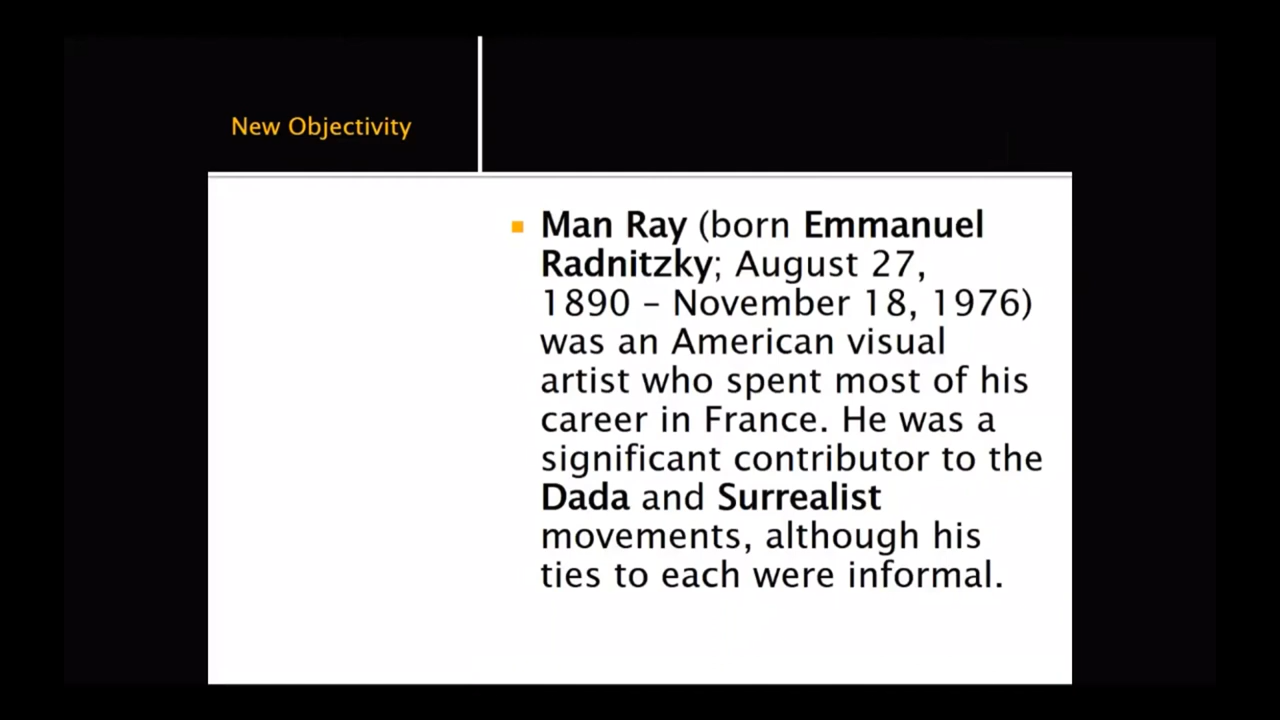 New Objectivity
Man Ray (born Emmanuel
Radnitzky; August 27,
1890 – November 18, 1976)
was an American visual
artist who spent most of his
career in France. He was a
significant contributor to the
Dada and Surrealist
movements, although his
ties to each were informal.